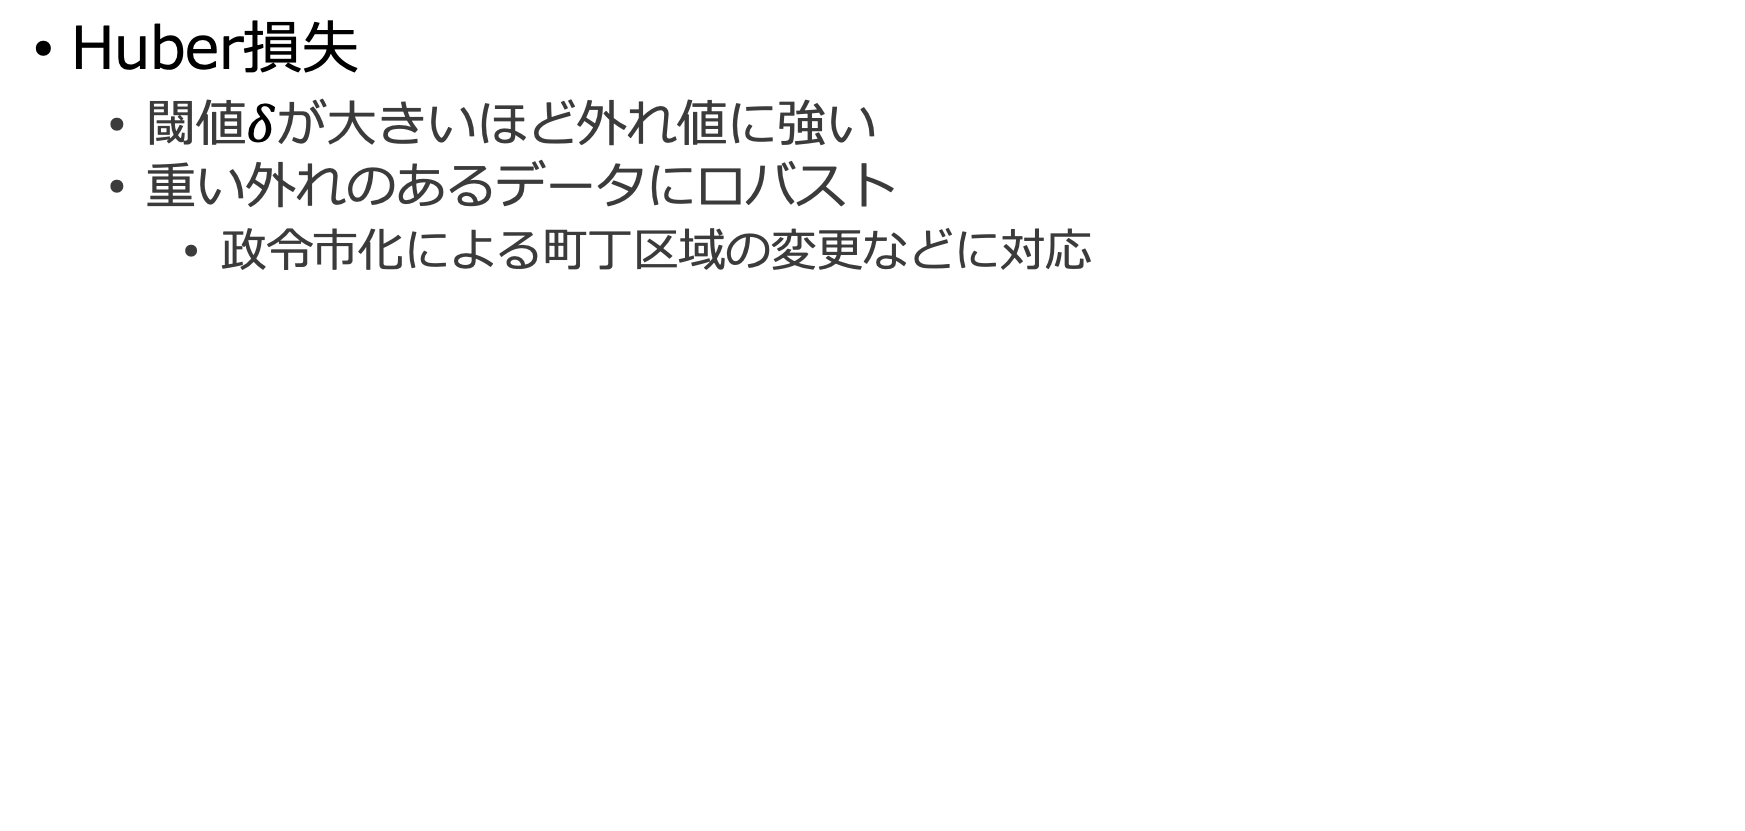 • Huber損失
• 閾値δが大きいほど外れ値に強い
• 重い外れのあるデータにロバスト
• 政令市化による町丁区域の変更などに対応